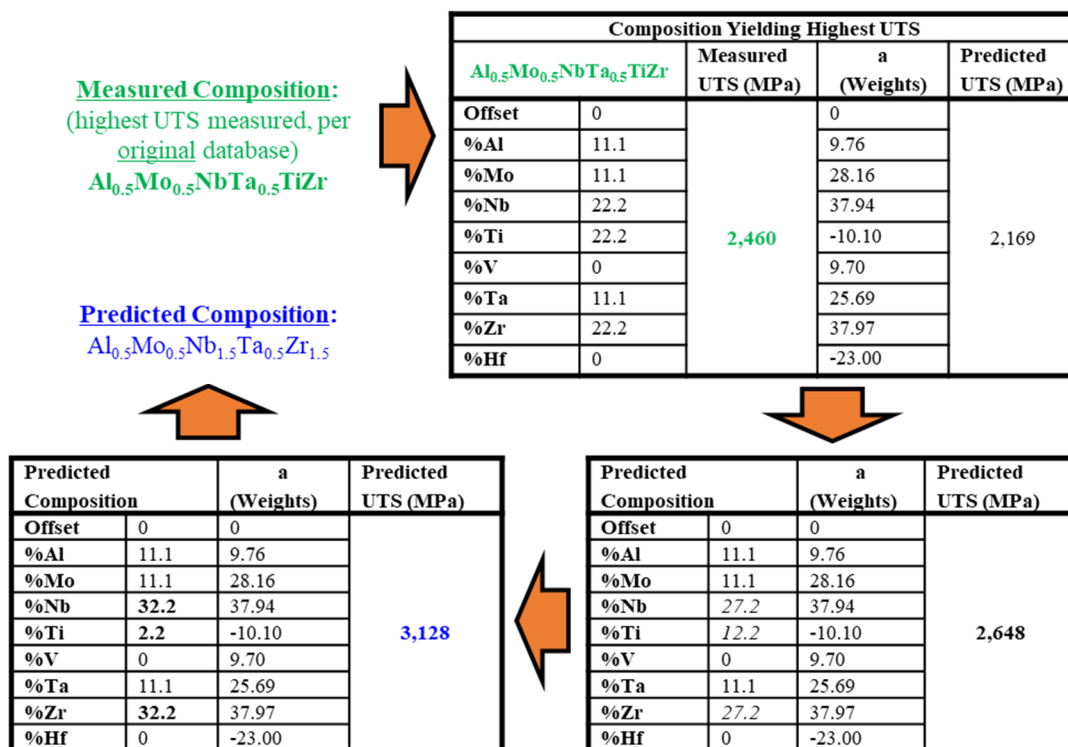 Measured Composition:
(highest UTS measured, per
original database)
Al0.5Mo0.5NbTa0.5TiZr
Composition Yielding Highest UTS
Al0.5Mo0.5NbTa0.5TiZr Measured UTS (MPa) a (Weights) Predicted UTS (MPa)
Offset 0 0
%Al 11.1 9.76
%Mo 11.1 28.16
%Nb 22.2 37.94
%Ti 22.2 2,460 -10.10 2,169
%V 0 9.70
%Ta 11.1 25.69
%Zr 22.2 37.97
%Hf 0 -23.00
Predicted Composition:
Al0.5Mo0.5Nb1.5Ta0.5Zr1.5
Predicted Composition a (Weights) Predicted UTS (MPa)
Offset 0 0
%Al 11.1 9.76
%Mo 11.1 28.16
%Nb 32.2 37.94
%Ti 2.2 -10.10 3,128
%V 0 9.70
%Ta 11.1 25.69
%Zr 32.2 37.97
%Hf 0 -23.00
Predicted Composition a (Weights) Predicted UTS (MPa)
Offset 0 0
%Al 11.1 9.76
%Mo 11.1 28.16
%Nb 27.2 37.94
%Ti 12.2 -10.10 2,648
%V 0 9.70
%Ta 11.1 25.69
%Zr 27.2 37.97
%Hf 0 -23.00